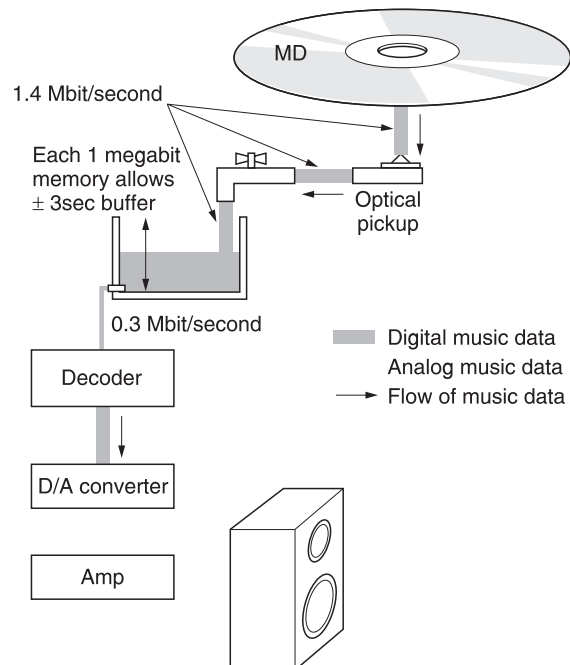 MD
1.4 Mbit/second
Each 1 megabit
memory allows
± 3sec buffer
Optical
pickup
0.3 Mbit/second
Digital music data
Analog music data
Flow of music data
Decoder
D/A converter
Amp